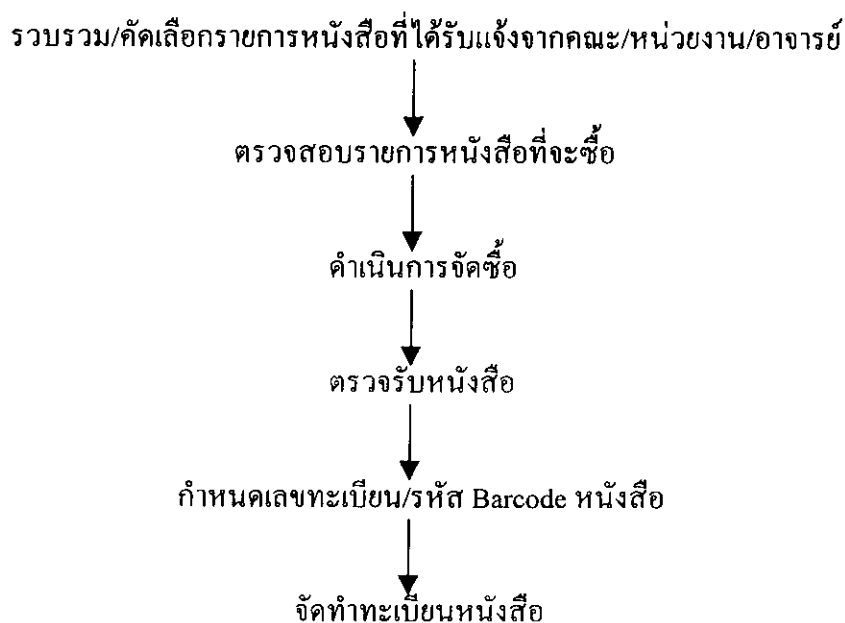 รวบรวม/คัดเลือกรายการหนังสือที่ได้รับแจ้งจากคณะ/หน่วยงาน/อาจารย์
ตรวจสอบรายการหนังสือที่จะซื้อ
ดำเนินการจัดซื้อ
ตรวจรับหนังสือ
กำหนดเลขทะเบียน/รหัส Barcode หนังสือ
จัดทำทะเบียนหนังสือ